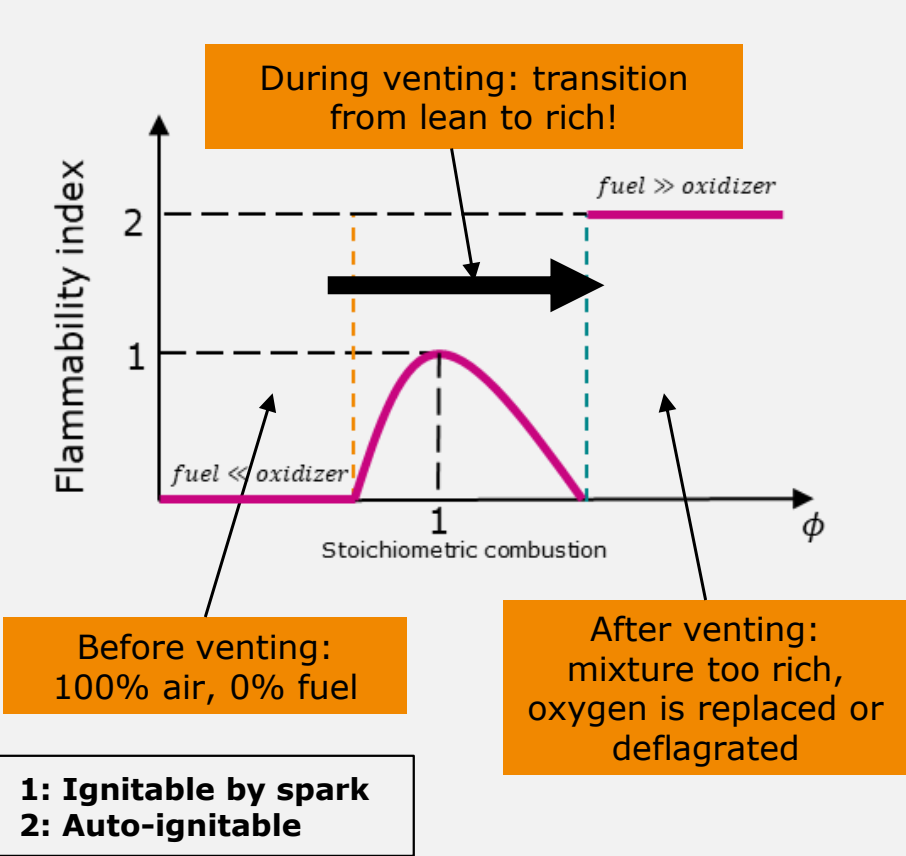 During venting: transition
from lean to rich!
Flammability index
2
1
fuel ≫ oxidizer
fuel ≪ oxidizer
1
Stoichiometric combustion
ϕ
Before venting:
100% air, 0% fuel
After venting:
mixture too rich,
oxygen is replaced or
deflagrated
1: Ignitable by spark
2: Auto-ignitable